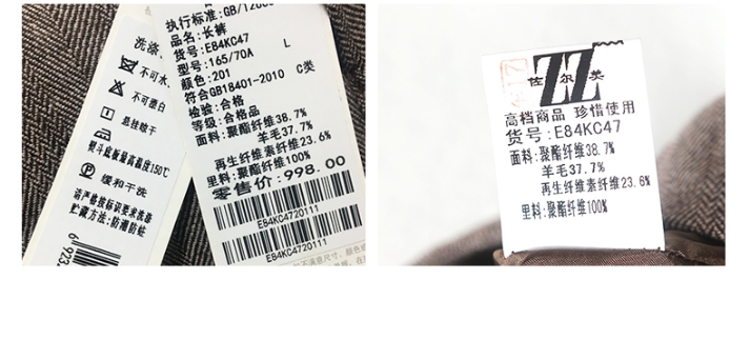 洗涤
不可水
不可漂白
悬挂晾干
熨斗底板最高温度150℃
缓和干洗
请严格按标识要求洗涤
贮藏方法:防潮防蛀
6 923
执行标准:GB/T2666
品名:长裤
货号:E84KC47
型号:165/70A L
颜色:201
符合GB18401-2010 C类
检验:合格
等级:合格品
面料:聚酯纤维38.7%
羊毛37.7%
再生纤维素纤维23.6%
里料:聚酯纤维100%
零售价:998.00
E84KC4720111
E84KC4720111
佐尔美
高档商品 珍惜使用
货号:E84KC47
面料:聚酯纤维38.7%
羊毛37.7%
再生纤维素纤维23.6%
里料:聚酯纤维100%